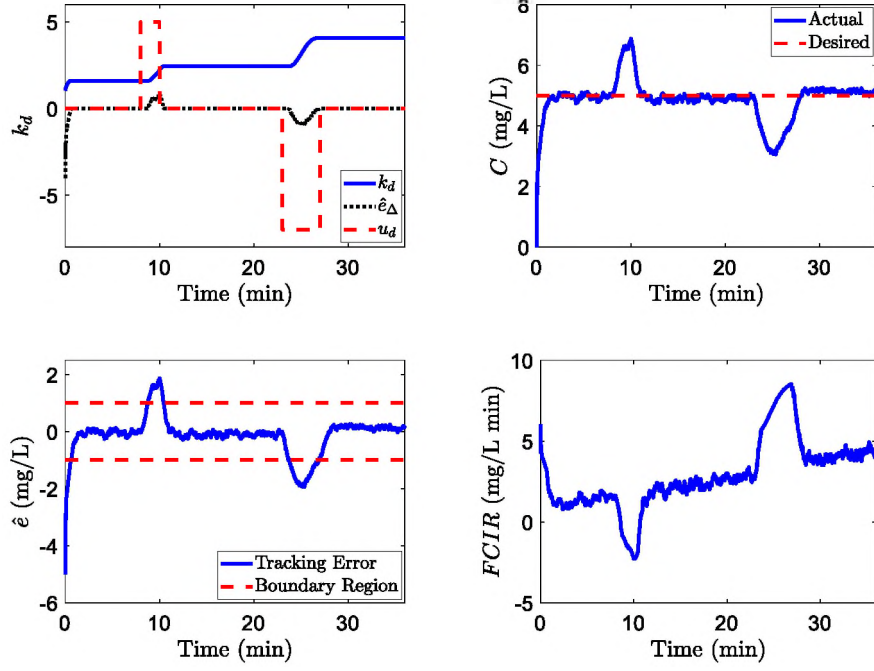 5
0
-5
k_d
k_d
ê_Δ
u_d
0 10 20 30
Time (min)
8
6
4
2
0
C (mg/L)
Actual
Desired
0 10 20 30
Time (min)
2
0
-2
-4
-6
ê (mg/L)
Tracking Error
Boundary Region
0 10 20 30
Time (min)
10
5
0
-5
FCIR (mg/L min)
0 10 20 30
Time (min)